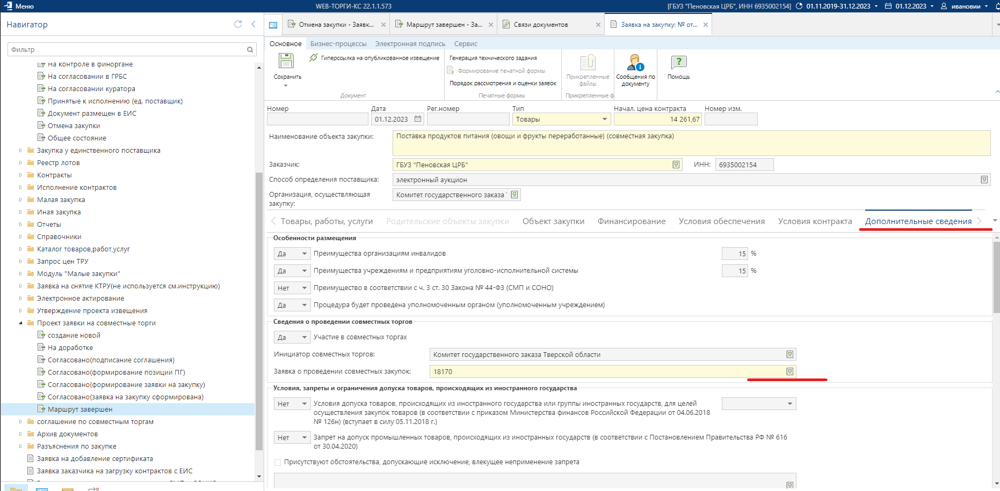 Меню
WEB-ТОРГИ-КС 22.1.1.573
[ГБУЗ "Пеновская ЦРБ", ИНН 6935002154]
01.11.2019-31.12.2023
01.12.2023
ивановии
Навигатор
Фильтр
На контроле в финоргане
На согласовании в ГРБС
На согласовании куратора
Принятые к исполнению (ед. поставщик)
Документ размещен в ЕИС
Отмена закупки
Общее состояние
Закупка у единственного поставщика
Реестр лотов
Контракты
Исполнение контрактов
Малая закупка
Иная закупка
Отчеты
Справочники
Каталог товаров,работ,услуг
Запрос цен ТРУ
Модуль "Малые закупки"
Заявка на снятие КТРУ(не используется см.инструкцию)
Электронное актирование
Утверждение проекта извещения
Проект заявки на совместные торги
создание новой
На доработке
Согласовано(подписание соглашения)
Согласовано(формирование позиции ПГ)
Согласовано(формирование заявки на закупку)
Согласовано(заявка на закупку сформирована)
Маршрут завершен
соглашение по совместным торгам
Архив документов
Разъяснения по закупке
Заявка на добавление сертификата
Заявка заказчика на загрузку контрактов с ЕИС
Отмена закупки - Заявк...
Маршрут завершен - За...
Связи документов
Заявка на закупку: № от...
Основное
Бизнес-процессы
Электронная подпись
Сервис
Сохранить
Гиперссылка на опубликованное извещение
Документ
Генерация технического задания
Формирование печатной формы
Порядок рассмотрения и оценки заявок
Печатные формы
Прикрепленные
файлы
Прикрепленные ф
Сообщения по
документу
Помощь
Номер
Дата
Рег.номер
Тип
Начал. цена контракта
Номер изм.
01.12.2023
Товары
14 261,67
Наименование объекта закупки:
Поставка продуктов питания (овощи и фрукты переработанные) (совместная закупка)
Заказчик:
ГБУЗ "Пеновская ЦРБ"
ИНН:
6935002154
Способ определения поставщика:
электронный аукцион
Организация, осуществляющая
закупку:
Комитет государственного заказа
Товары, работы, услуги
Родительские объекты закупки
Объект закупки
Финансирование
Условия обеспечения
Условия контракта
Дополнительные сведения
Особенности размещения
Да Преимущества организациям инвалидов 15 %
Да Преимущества учреждениям и предприятиям уголовно-исполнительной системы 15 %
Нет Преимущество в соответствии с ч. 3 ст. 30 Закона № 44-ФЗ (СМП и СОНО)
Да Процедура будет проведена уполномоченным органом (уполномоченным учреждением)
Сведения о проведении совместных торгов
Да Участие в совместных торгах
Инициатор совместных торгов: Комитет государственного заказа Тверской области
Заявка о проведении совместных закупок: 18170
Условия, запреты и ограничения допуска товаров, происходящих из иностранного государства
Нет Условия допуска товаров, происходящих из иностранного государства или группы иностранных государств, для целей
осуществления закупок товаров (в соответствии с приказом Министерства финансов Российской Федерации от 04.06.2018
№ 126н) (вступает в силу 05.11.2018 г.)
Нет Запрет на допуск промышленных товаров, происходящих из иностранных государств (в соответствии с Постановлением Правительства РФ № 616
от 30.04.2020)
Присутствуют обстоятельства, допускающие исключение, влекущее неприменение запрета